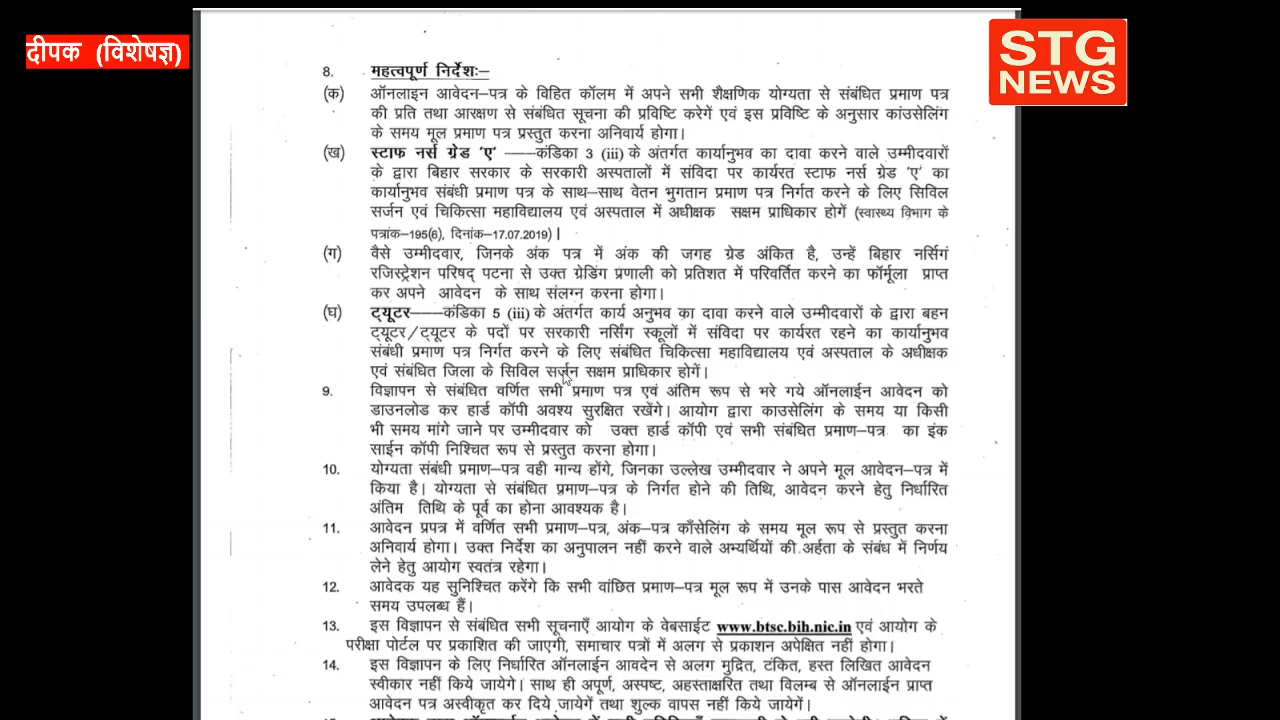 दीपक (विशेषज्ञ)
STG
NEWS
8. महत्वपूर्ण निर्देशः–
(क) ऑनलाइन आवेदन–पत्र के विहित कॉलम में अपने सभी शैक्षणिक योग्यता से संबंधित प्रमाण पत्र
की प्रति तथा आरक्षण से संबंधित सूचना की प्रविष्टि करेगें एवं इस प्रविष्टि के अनुसार कांउसेलिंग
के समय मूल प्रमाण पत्र प्रस्तुत करना अनिवार्य होगा।
(ख) स्टाफ नर्स ग्रेड ‘ए’ ––––कंडिका 3 (iii) के अंतर्गत कार्यानुभव का दावा करने वाले उम्मीदवारों
के द्वारा बिहार सरकार के सरकारी अस्पतालों में संविदा पर कार्यरत स्टाफ नर्स ग्रेड ‘ए’ का
कार्यानुभव संबंधी प्रमाण पत्र के साथ–साथ वेतन भुगतान प्रमाण पत्र निर्गत करने के लिए सिविल
सर्जन एवं चिकित्सा महाविद्यालय एवं अस्पताल में अधीक्षक सक्षम प्राधिकार होगें (स्वास्थ्य विभाग के
पत्रांक–195(6), दिनांक–17.07.2019)।
(ग) वैसे उम्मीदवार, जिनके अंक पत्र में अंक की जगह ग्रेड अंकित है, उन्हें बिहार नर्सिगं
रजिस्ट्रेशन परिषद् पटना से उक्त ग्रेडिंग प्रणाली को प्रतिशत में परिवर्तित करने का फॉर्मूला प्राप्त
कर अपने आवेदन के साथ संलग्न करना होगा।
(घ) ट्यूटर––––कंडिका 5 (iii) के अंतर्गत कार्य अनुभव का दावा करने वाले उम्मीदवारों के द्वारा बहन
ट्यूटर/ट्यूटर के पदों पर सरकारी नर्सिंग स्कूलों में संविदा पर कार्यरत रहने का कार्यानुभव
संबंधी प्रमाण पत्र निर्गत करने के लिए संबंधित चिकित्सा महाविद्यालय एवं अस्पताल के अधीक्षक
एवं संबंधित जिला के सिविल सर्जन सक्षम प्राधिकार होगें।
9. विज्ञापन से संबंधित वर्णित सभी प्रमाण पत्र एवं अंतिम रूप से भरे गये ऑनलाईन आवेदन को
डाउनलोड कर हार्ड कॉपी अवश्य सुरक्षित रखेंगे। आयोग द्वारा काउसेलिंग के समय या किसी
भी समय मांगे जाने पर उम्मीदवार को उक्त हार्ड कॉपी एवं सभी संबंधित प्रमाण–पत्र का इंक
साईन कॉपी निश्चित रूप से प्रस्तुत करना होगा।
10. योग्यता संबंधी प्रमाण–पत्र वही मान्य होंगे, जिनका उल्लेख उम्मीदवार ने अपने मूल आवेदन–पत्र में
किया है। योग्यता से संबंधित प्रमाण–पत्र के निर्गत होने की तिथि, आवेदन करने हेतु निर्धारित
अंतिम तिथि के पूर्व का होना आवश्यक है।
11. आवेदन प्रपत्र में वर्णित सभी प्रमाण–पत्र, अंक–पत्र कॉंसेलिंग के समय मूल रूप से प्रस्तुत करना
अनिवार्य होगा। उक्त निर्देश का अनुपालन नहीं करने वाले अभ्यर्थियों की अर्हता के संबंध में निर्णय
लेने हेतु आयोग स्वतंत्र रहेगा।
12. आवेदक यह सुनिश्चित करेंगे कि सभी वांछित प्रमाण–पत्र मूल रूप में उनके पास आवेदन भरते
समय उपलब्ध हैं।
13. इस विज्ञापन से संबंधित सभी सूचनाएँ आयोग के वेबसाईट www.btsc.bih.nic.in एवं आयोग के
परीक्षा पोर्टल पर प्रकाशित की जाएगी, समाचार पत्रों में अलग से प्रकाशन अपेक्षित नहीं होगा।
14. इस विज्ञापन के लिए निर्धारित ऑनलाईन आवदेन से अलग मुद्रित, टंकित, हस्त लिखित आवेदन
स्वीकार नहीं किये जायेगे। साथ ही अपूर्ण, अस्पष्ट, अहस्ताक्षरित तथा विलम्ब से ऑनलाईन प्राप्त
आवेदन पत्र अस्वीकृत कर दिये जायेगें तथा शुल्क वापस नहीं किये जायेगें।